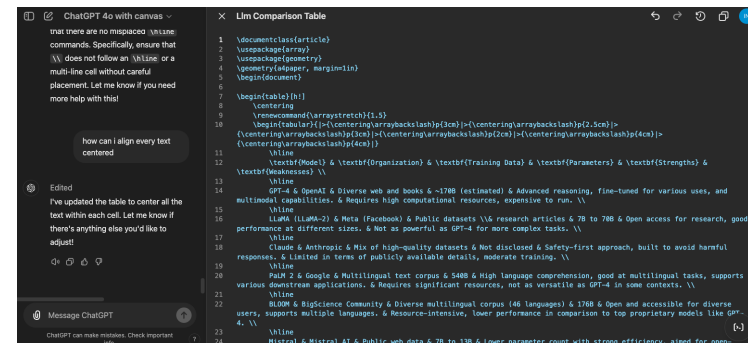 ChatGPT 4o with canvas
that there are no misplaced \hline
commands. Specifically, ensure that
\\ does not follow an \hline or a
multi-line cell without careful
placement. Let me know if you need
more help with this!
how can i align every text
centered
Edited
I've updated the table to center all the
text within each cell. Let me know if
there's anything else you'd like to
adjust!
Message ChatGPT
ChatGPT can make mistakes. Check important
info.
?
Llm Comparison Table
1 \documentclass{article}
2 \usepackage{array}
3 \usepackage{geometry}
4 \geometry{a4paper, margin=1in}
5 \begin{document}
6
7 \begin{table}[h!]
8 \centering
9 \renewcommand{\arraystretch}{1.5}
10 \begin{tabular}{|>{\centering\arraybackslash}p{3cm}|>{\centering\arraybackslash}p{2.5cm}|>
{\centering\arraybackslash}p{3cm}|>{\centering\arraybackslash}p{2cm}|>{\centering\arraybackslash}p{4cm}|>
{\centering\arraybackslash}p{4cm}|}
11 \hline
12 \textbf{Model} & \textbf{Organization} & \textbf{Training Data} & \textbf{Parameters} & \textbf{Strengths} &
\textbf{Weaknesses} \\
13 \hline
14 GPT-4 & OpenAI & Diverse web and books & ~170B (estimated) & Advanced reasoning, fine-tuned for various uses, and
multimodal capabilities. & Requires high computational resources, expensive to run. \\
15 \hline
16 LLaMA (LLaMA-2) & Meta (Facebook) & Public datasets \\& research articles & 7B to 70B & Open access for research, good
performance at different sizes. & Not as powerful as GPT-4 for more complex tasks. \\
17 \hline
18 Claude & Anthropic & Mix of high-quality datasets & Not disclosed & Safety-first approach, built to avoid harmful
responses. & Limited in terms of publicly available details, moderate training. \\
19 \hline
20 PaLM 2 & Google & Multilingual text corpus & 540B & High language comprehension, good at multilingual tasks, supports
various downstream applications. & Requires significant resources, not as versatile as GPT-4 in some contexts. \\
21 \hline
22 BLOOM & BigScience Community & Diverse multilingual corpus (46 languages) & 176B & Open and accessible for diverse
users, supports multiple languages. & Resource-intensive, lower performance in comparison to top proprietary models like GPT-
4. \\
23 \hline
24 Mistral & Mistral AI & Public web data & 7B to 13B & Lower parameter count with strong efficiency, aimed for open-